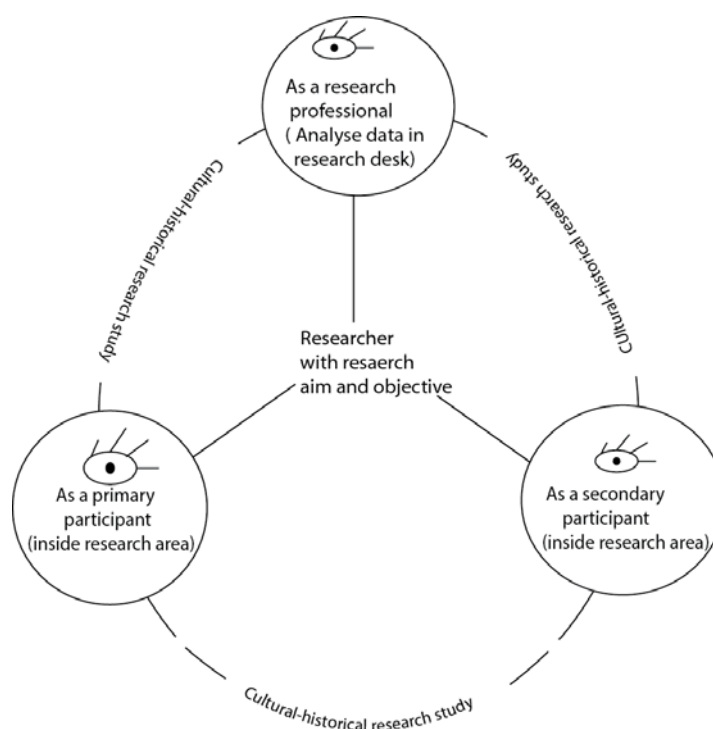 As a research
professional
( Analyse data in
research desk)
Cultural-historical research study
CUltural-historical research study
Researcher
with resaerch
aim and objective
As a primary
participant
(inside research area)
As a secondary
participant
(inside research area)
Cultural-historical research study